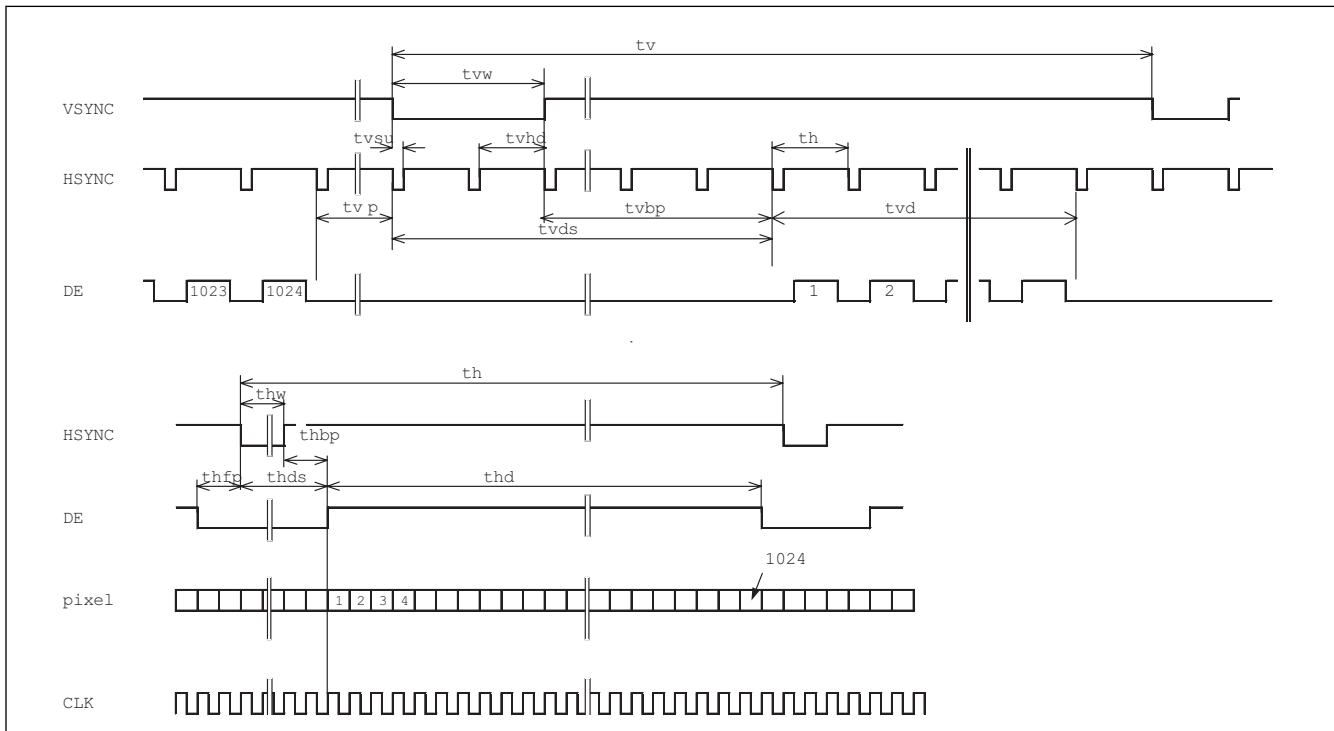 tv
tvw
VSYNC
tvsu
tvhd
th
HSYNC
tv p
tvbp
tvd
tvds
DE
1023
1024
1
2
th
thw
HSYNC
thbp
thfp
thds
thd
DE
1024
pixel
1 2 3 4
CLK